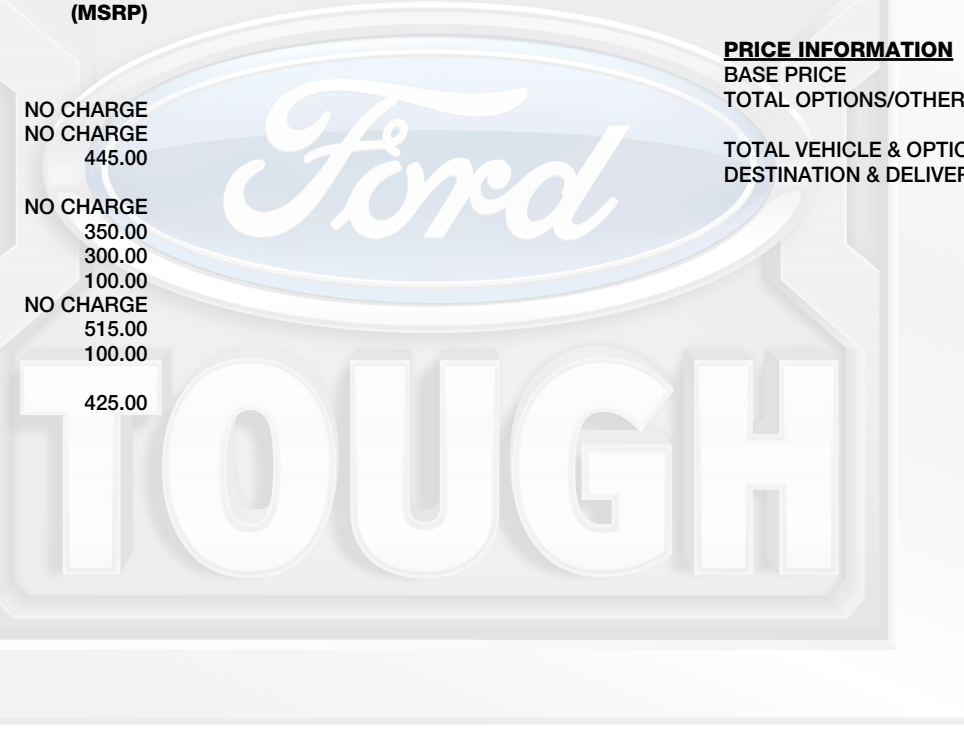 (MSRP)
NO CHARGE
NO CHARGE
445.00
NO CHARGE
350.00
300.00
100.00
NO CHARGE
515.00
100.00
425.00
PRICE INFORMATION
BASE PRICE
TOTAL OPTIONS/OTHER
TOTAL VEHICLE & OPTIO
DESTINATION & DELIVER
Ford
TOUGH